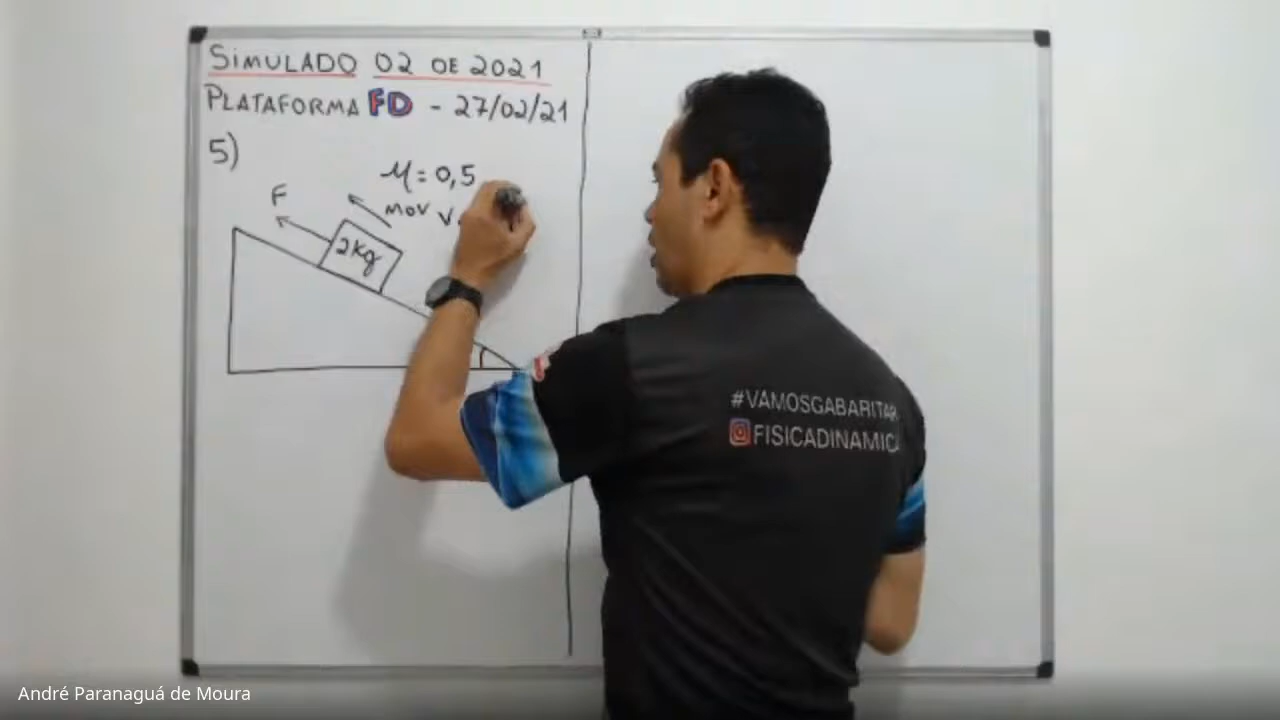 SIMULADO 02 DE 2021
PLATAFORMA FD - 27/02/21
5)
μ = 0,5
F
MOV V.
2Kg
#VAMOSGABARITAR
FISICADINAMICA
André Paranaguá de Moura